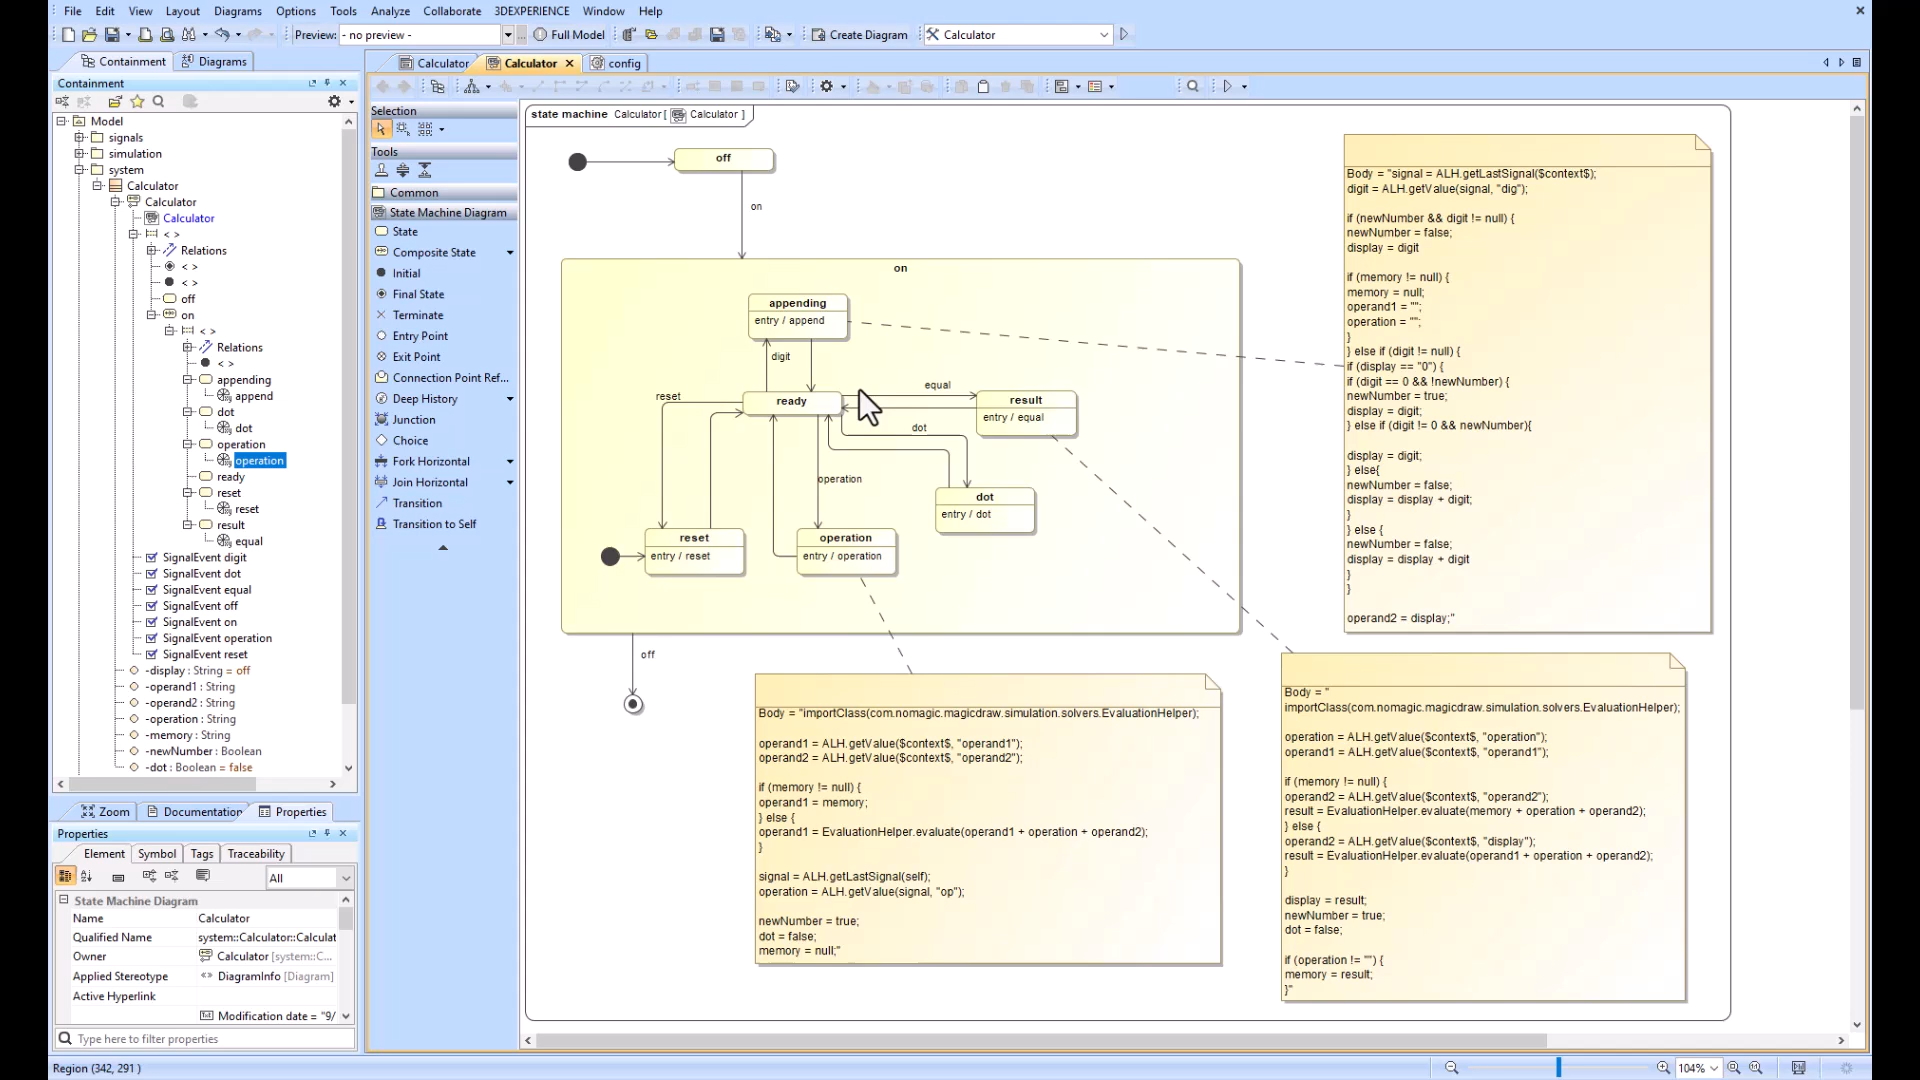 File Edit View Layout Diagrams Options Tools Analyze Collaborate 3DEXPERIENCE Window Help
Preview: - no preview - ... Full Model Create Diagram Calculator
Containment Diagrams
Calculator Calculator config
Containment
Model
signals
simulation
system
Calculator
Calculator
Calculator
< >
Relations
< >
< >
off
on
< >
Relations
< >
appending
append
dot
dot
operation
operation
ready
reset
reset
result
equal
SignalEvent digit
SignalEvent dot
SignalEvent equal
SignalEvent off
SignalEvent on
SignalEvent operation
SignalEvent reset
-display : String = off
-operand1 : String
-operand2 : String
-operation : String
-memory : String
-newNumber : Boolean
-dot : Boolean = false
Zoom Documentation Properties
Properties
Element Symbol Tags Traceability
All
State Machine Diagram
Name Calculator
Qualified Name system::Calculator::Calculat
Owner Calculator [system::C...
Applied Stereotype DiagramInfo [Diagram]
Active Hyperlink
Modification date = "9/
Type here to filter properties
Region (342, 291 )
Selection
Tools
Common
State Machine Diagram
State
Composite State
Initial
Final State
Terminate
Entry Point
Exit Point
Connection Point Ref...
Deep History
Junction
Choice
Fork Horizontal
Join Horizontal
Transition
Transition to Self
state machine Calculator [ Calculator ]
off
on
on
appending
entry / append
digit
reset
ready
equal
result
entry / equal
dot
operation
dot
entry / dot
reset
entry / reset
operation
entry / operation
off
Body = "signal = ALH.getLastSignal($context$);
digit = ALH.getValue(signal, "dig");
if (newNumber && digit != null) {
newNumber = false;
display = digit
if (memory != null) {
memory = null;
operand1 = "";
operation = "";
}
} else if (digit != null) {
if (display == "0") {
if (digit == 0 && !newNumber) {
newNumber = true;
display = digit;
} else if (digit != 0 && newNumber){
display = digit;
} else{
newNumber = false;
display = display + digit;
}
} else {
newNumber = false;
display = display + digit
}
}
operand2 = display;"
Body = "importClass(com.nomagic.magicdraw.simulation.solvers.EvaluationHelper);
operand1 = ALH.getValue($context$, "operand1");
operand2 = ALH.getValue($context$, "operand2");
if (memory != null) {
operand1 = memory;
} else {
operand1 = EvaluationHelper.evaluate(operand1 + operation + operand2);
}
signal = ALH.getLastSignal(self);
operation = ALH.getValue(signal, "op");
newNumber = true;
dot = false;
memory = null;"
Body = "
importClass(com.nomagic.magicdraw.simulation.solvers.EvaluationHelper);
operation = ALH.getValue($context$, "operation");
operand1 = ALH.getValue($context$, "operand1");
if (memory != null) {
operand2 = ALH.getValue($context$, "operand2");
result = EvaluationHelper.evaluate(memory + operation + operand2);
} else {
operand2 = ALH.getValue($context$, "display");
result = EvaluationHelper.evaluate(operand1 + operation + operand2);
}
display = result;
newNumber = true;
dot = false;
if (operation != "") {
memory = result;
}"
104%